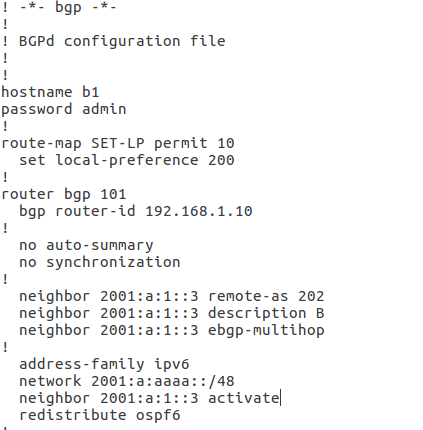 ! -*- bgp -*-
!
! BGPd configuration file
!
!
hostname b1
password admin
!
route-map SET-LP permit 10
  set local-preference 200
!
router bgp 101
  bgp router-id 192.168.1.10
!
  no auto-summary
  no synchronization
!
  neighbor 2001:a:1::3 remote-as 202
  neighbor 2001:a:1::3 description B
  neighbor 2001:a:1::3 ebgp-multihop
!
  address-family ipv6
  network 2001:a:aaaa::/48
  neighbor 2001:a:1::3 activate
  redistribute ospf6
!